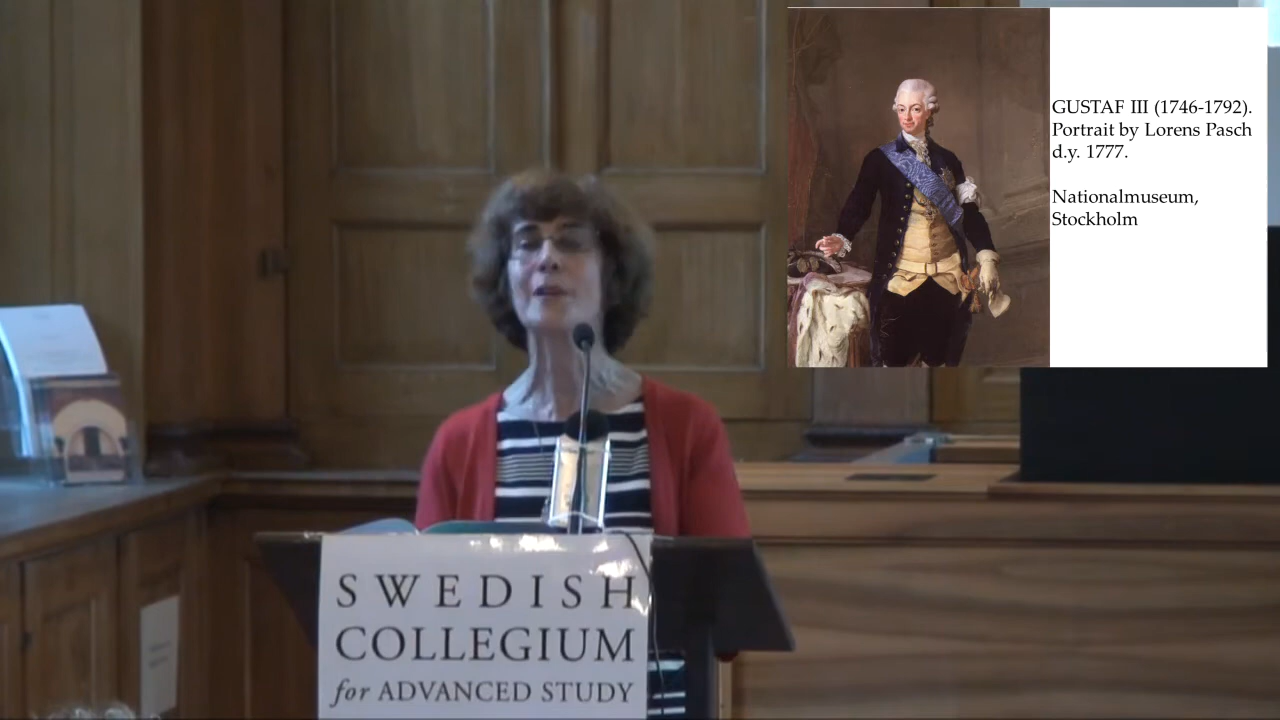 GUSTAF III (1746-1792).
Portrait by Lorens Pasch
d.y. 1777.
Nationalmuseum,
Stockholm
SWEDISH
COLLEGIUM
for ADVANCED STUDY